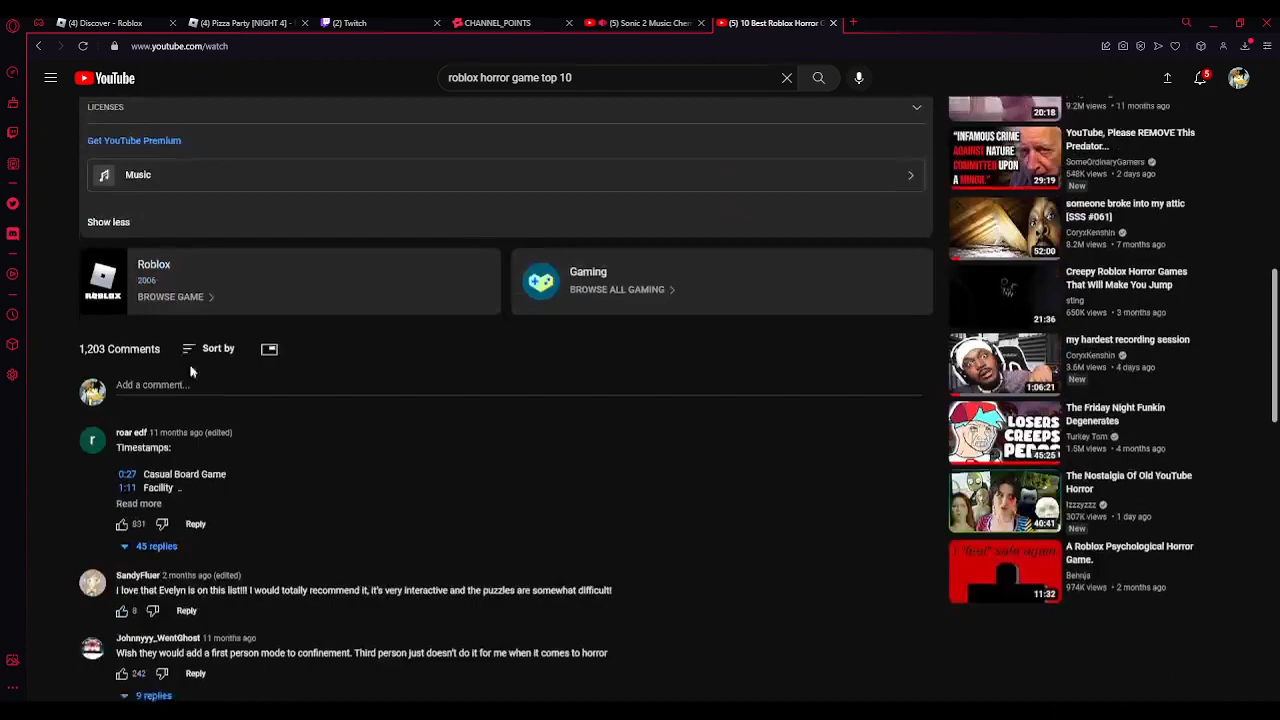 (4) Discover - Roblox
(4) Pizza Party [NIGHT 4] -
(2) Twitch
CHANNEL_POINTS
(5) Sonic 2 Music: Chem
(5) 10 Best Roblox Horror G
www.youtube.com/watch
YouTube
roblox horror game top 10
5
LICENSES
Get YouTube Premium
Music
Show less
Roblox
2006
BROWSE GAME
ROBLOX
Gaming
BROWSE ALL GAMING
1,203 Comments
Sort by
Add a comment...
r
roar edf 11 months ago (edited)
Timestamps:
0:27 Casual Board Game
1:11 Facility ..
Read more
831 Reply
45 replies
SandyFluer 2 months ago (edited)
I love that Evelyn is on this list!!! I would totally recommend it, it's very interactive and the puzzles are somewhat difficult!
8 Reply
Johnnyyy_WentGhost 11 months ago
Wish they would add a first person mode to confinement. Third person just doesn't do it for me when it comes to horror
242 Reply
9 replies
9.2M views • 11 months ago
20:18
"INFAMOUS CRIME
AGAINST NATURE
COMMITTED UPON
A MINOR."
29:19
YouTube, Please REMOVE This
Predator...
SomeOrdinaryGamers
548K views • 2 days ago
New
someone broke into my attic
[SSS #061]
CoryxKenshin
8.2M views • 7 months ago
52:00
Creepy Roblox Horror Games
That Will Make You Jump
sting
650K views • 3 months ago
21:36
my hardest recording session
CoryxKenshin
3.6M views • 4 days ago
New
1:06:21
The Friday Night Funkin
Degenerates
Turkey Tom
1.5M views • 4 months ago
LOSERS
CREEPS
45:25
The Nostalgia Of Old YouTube
Horror
Izzzyzzz
307K views • 1 day ago
New
40:41
A Roblox Psychological Horror
Game.
Behnja
974K views • 2 months ago
I "feel" safe again
11:32